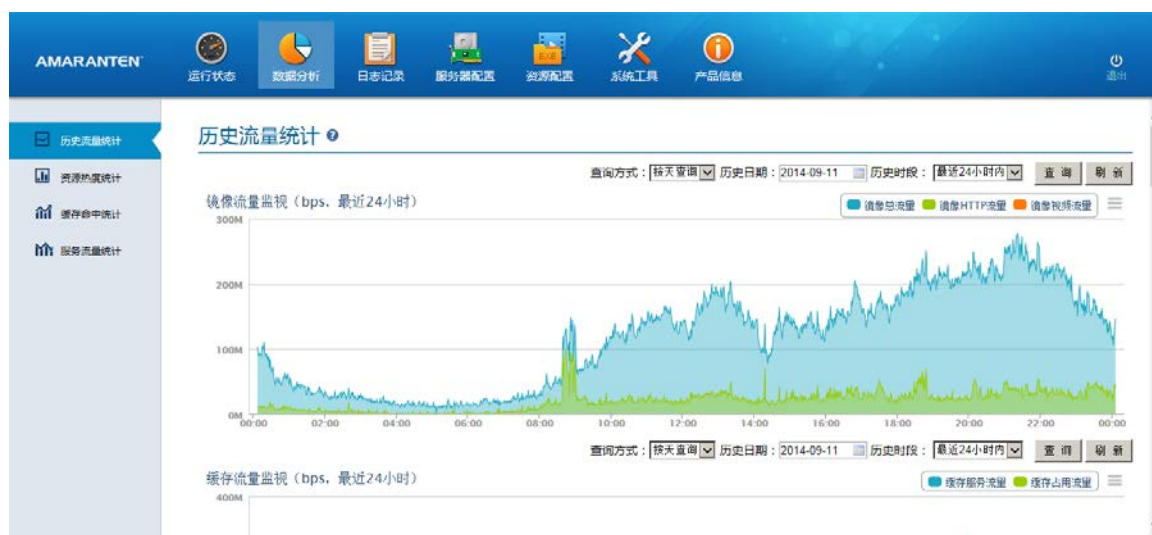 AMARANTEN
运行状态 数据分析 日志记录 服务器配置 资源配置 系统工具 产品信息
EXE
退出
历史流量统计
资源热度统计
缓存命中统计
服务流量统计
历史流量统计
查询方式：按天查询 历史日期：2014-09-11 历史时段：最近24小时内 查询 刷新
镜像流量监视（bps，最近24小时）
镜像总流量 镜像HTTP流量 镜像视频流量
300M
200M
100M
0M
00:00 02:00 04:00 06:00 08:00 10:00 12:00 14:00 16:00 18:00 20:00 22:00 00:00
查询方式：按天查询 历史日期：2014-09-11 历史时段：最近24小时内 查询 刷新
缓存流量监视（bps，最近24小时）
缓存服务流量 缓存占用流量
400M